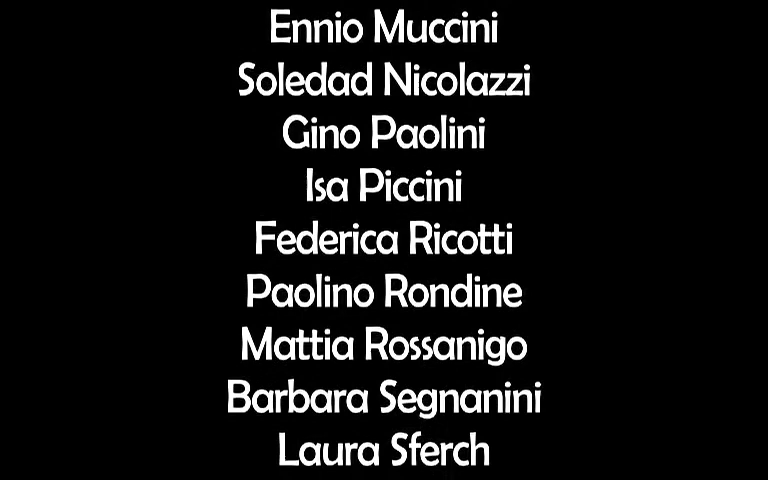 Ennio Muccini
Soledad Nicolazzi
Gino Paolini
Isa Piccini
Federica Ricotti
Paolino Rondine
Mattia Rossanigo
Barbara Segnanini
Laura Sferch